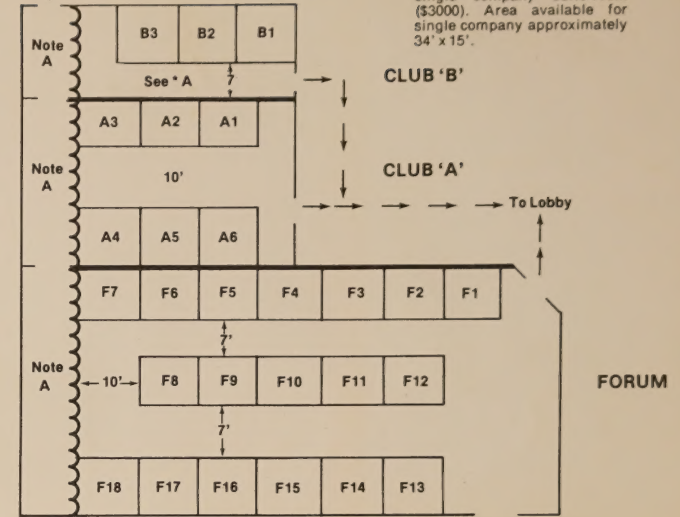 ($3000). Area available for
single company approximately
34' x 15'.
Note
A
B3 B2 B1
See * A
7
CLUB 'B'
Note
A
A3 A2 A1
10'
CLUB 'A'
To Lobby
A4 A5 A6
F7 F6 F5 F4 F3 F2 F1
7'
Note
A
10'
F8 F9 F10 F11 F12
FORUM
7'
F18 F17 F16 F15 F14 F13